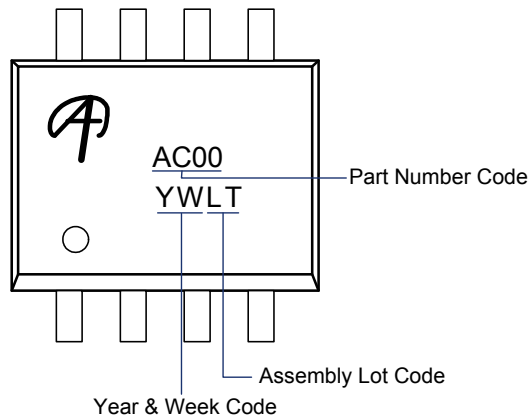 AC00
Part Number Code
YWLT
Assembly Lot Code
Year & Week Code